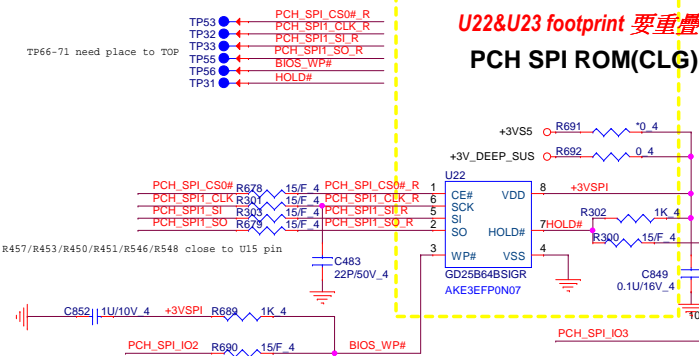 PCH_SPI_CS0#_R
TP53
PCH_SPI1_CLK_R
TP32
PCH_SPI1_SI_R
TP33
PCH_SPI1_SO_R
TP55
BIOS_WP#
TP56
HOLD#
TP31
TP66-71 need place to TOP
U22&U23 footprint 要重疊
PCH SPI ROM(CLG)
+3VS5 R691 *0_4
+3V_DEEP_SUS R692 0_4
U22
PCH_SPI_CS0# R678 15/F_4 PCH_SPI_CS0#_R 1 CE# VDD 8 +3VSPI
PCH_SPI1_CLK R301 15/F_4 PCH_SPI1_CLK_R 6 SCK
PCH_SPI1_SI R303 15/F_4 PCH_SPI1_SI_R 5 SI
R302 1K_4
PCH_SPI1_SO R679 15/F_4 PCH_SPI1_SO_R 2 SO HOLD# 7 HOLD#
R300 15/F_4
R457/R453/R450/R451/R546/R548 close to U15 pin
3 WP# VSS 4
C483
22P/50V_4
GD25B64BSIGR
AKE3EFP0N07
C849
0.1U/16V_4
C852 1U/10V_4 +3VSPI R689 1K_4
PCH_SPI_IO3
PCH_SPI_IO2 R690 15/F_4 BIOS_WP#